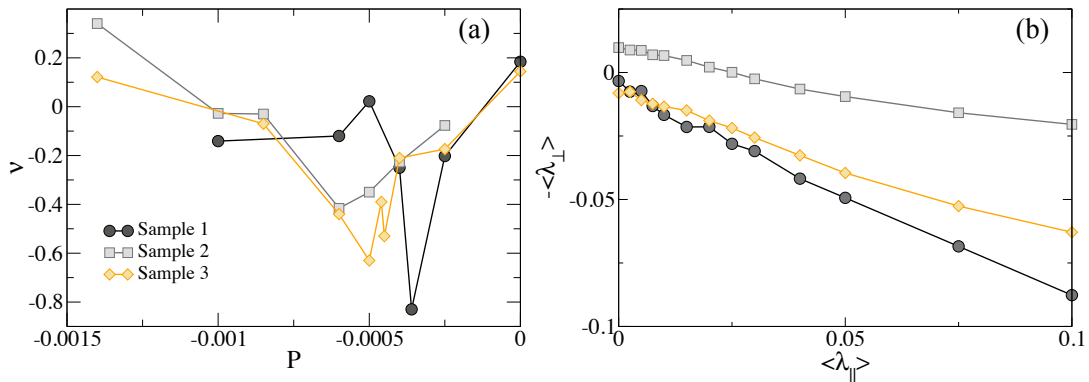 (a)
0.2
0
-0.2
-0.4
-0.6
-0.8
ν
Sample 1
Sample 2
Sample 3
-0.0015
-0.001
-0.0005
0
P
(b)
0
-0.05
-0.1
-<λ⊥>
0
0.05
0.1
<λ||>